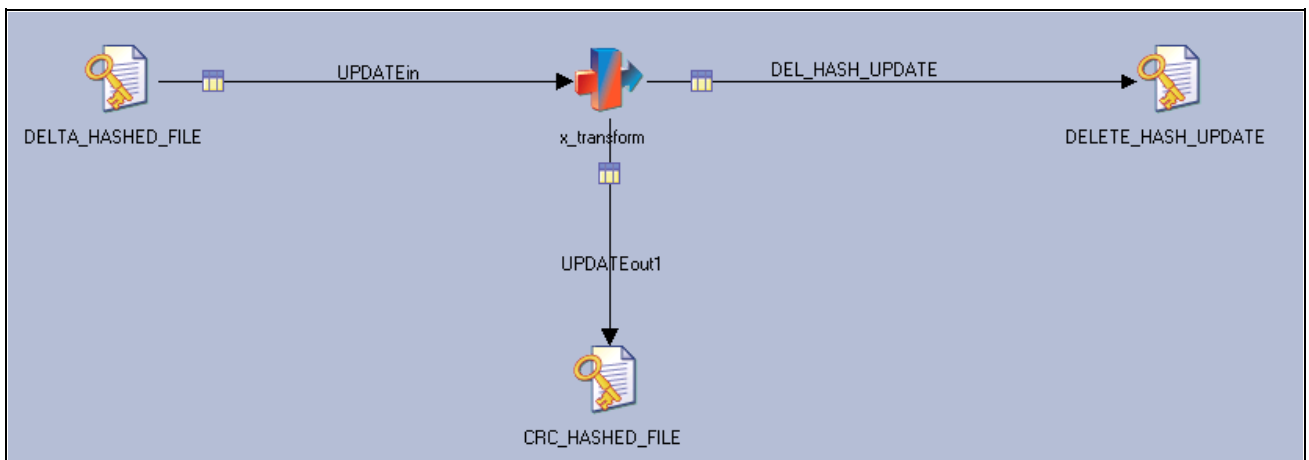 UPDATEin
DEL_HASH_UPDATE
DELTA_HASHED_FILE
x_transform
DELETE_HASH_UPDATE
UPDATEout1
CRC_HASHED_FILE